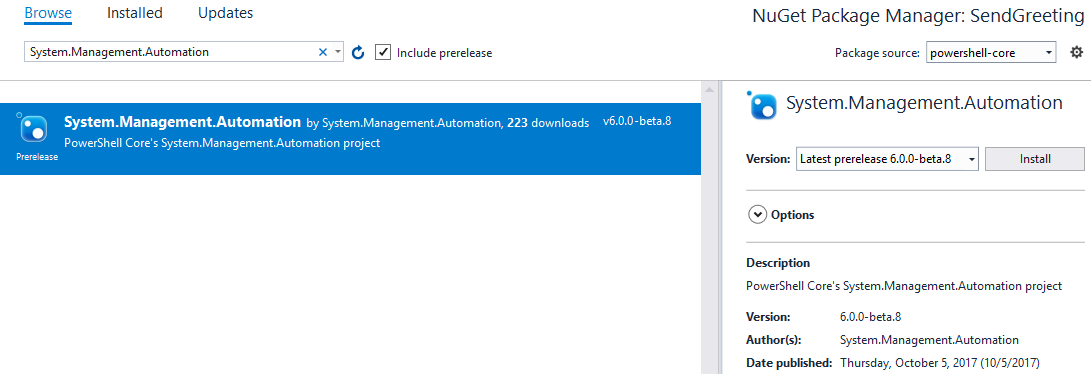 Browse Installed Updates
NuGet Package Manager: SendGreeting
System.Management.Automation
Include prerelease
Package source: powershell-core
System.Management.Automation by System.Management.Automation, 223 downloads v6.0.0-beta.8
PowerShell Core's System.Management.Automation project
Prerelease
System.Management.Automation
Version: Latest prerelease 6.0.0-beta.8 Install
Options
Description
PowerShell Core's System.Management.Automation project
Version: 6.0.0-beta.8
Author(s): System.Management.Automation
Date published: Thursday, October 5, 2017 (10/5/2017)